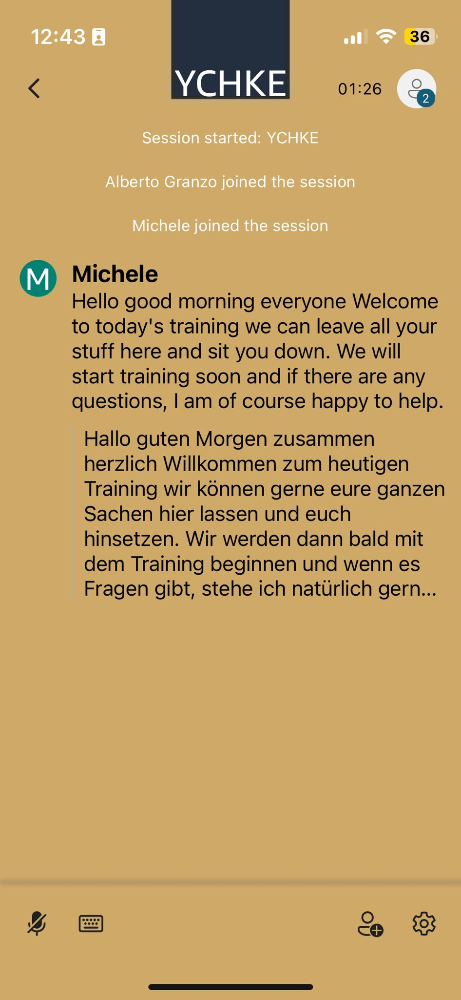 12:43
36
YCHKE
01:26
2
Session started: YCHKE
Alberto Granzo joined the session
Michele joined the session
M
Michele
Hello good morning everyone Welcome
to today's training we can leave all your
stuff here and sit you down. We will
start training soon and if there are any
questions, I am of course happy to help.
Hallo guten Morgen zusammen
herzlich Willkommen zum heutigen
Training wir können gerne eure ganzen
Sachen hier lassen und euch
hinsetzen. Wir werden dann bald mit
dem Training beginnen und wenn es
Fragen gibt, stehe ich natürlich gern...